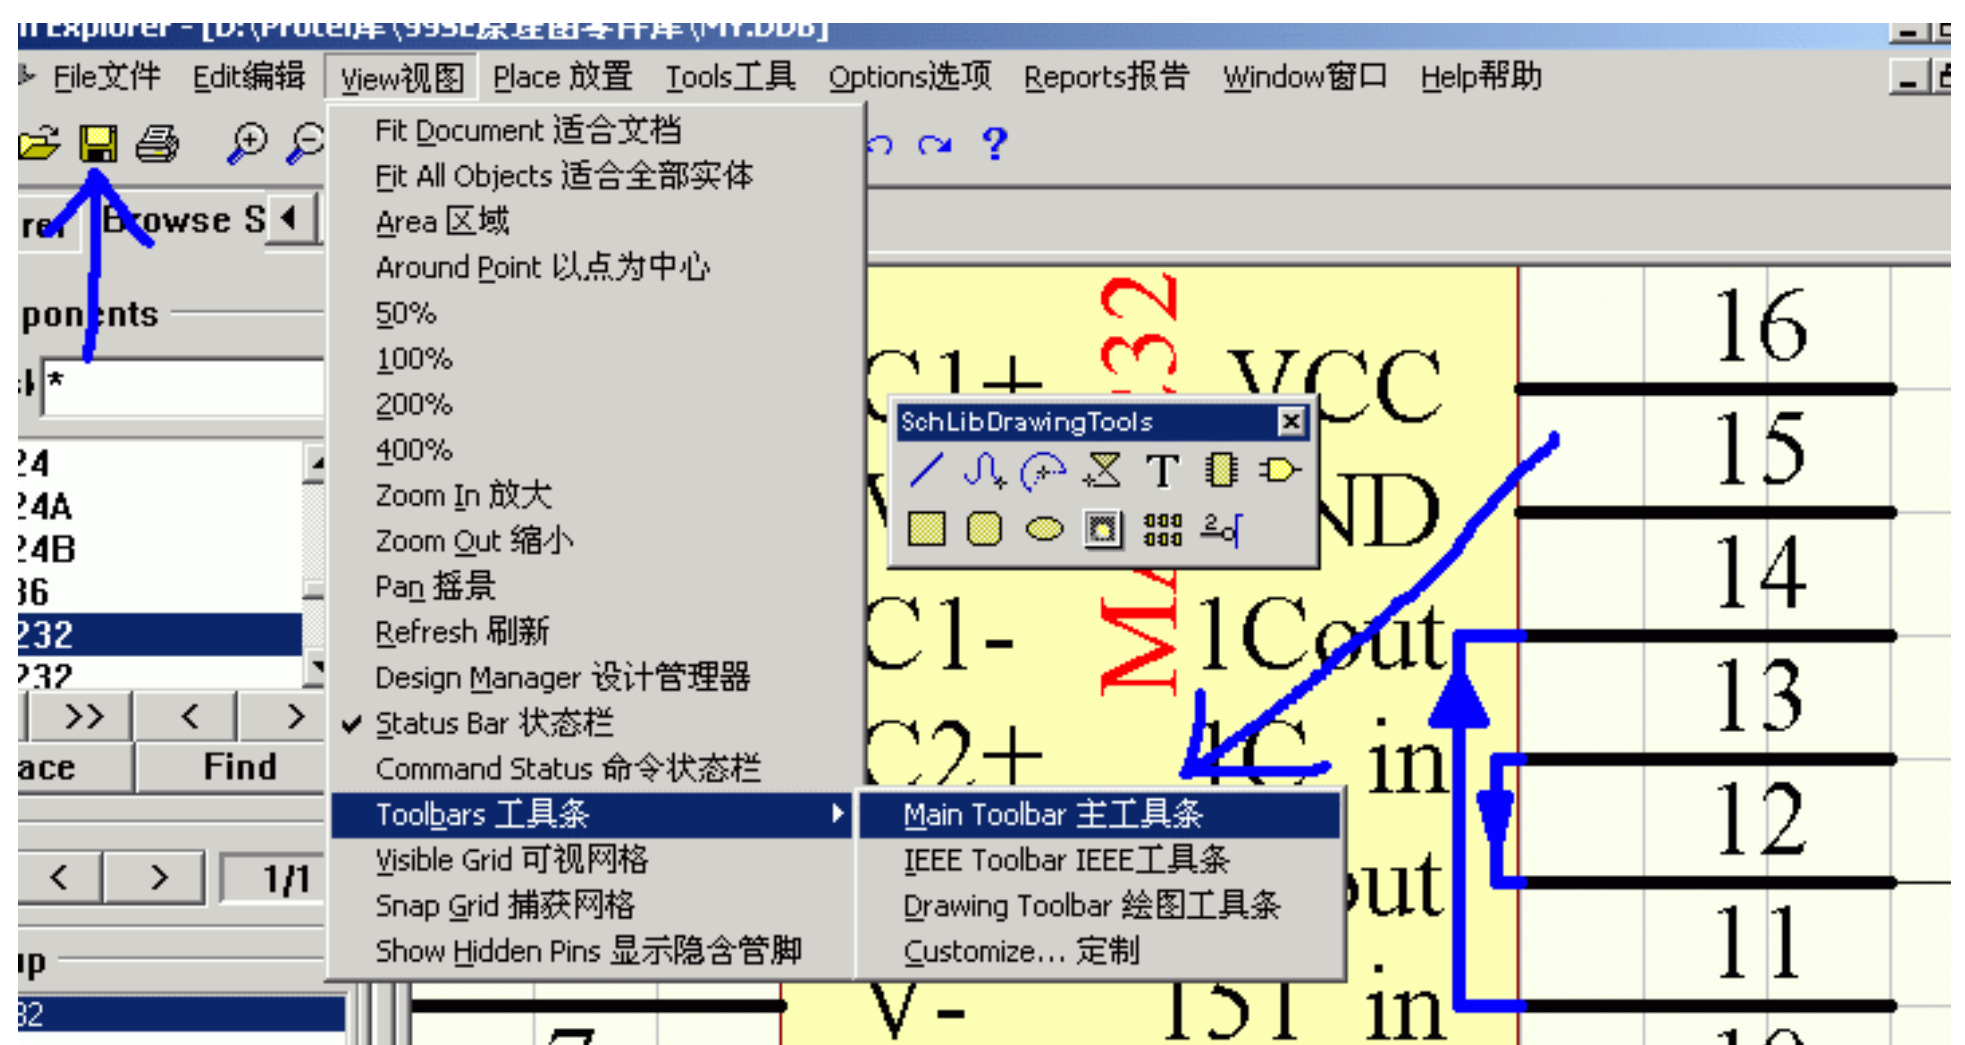 Explorer - [D:\Protel库\99SE原理图零件库\MY.DDB]
File文件 Edit编辑 View视图 Place 放置 Tools工具 Options选项 Reports报告 Window窗口 Help帮助
Browse S
ponents
*
24
24A
24B
36
232
232
>> < >
ace Find
< > 1/1
up
32
Fit Document 适合文档
Fit All Objects 适合全部实体
Area 区域
Around Point 以点为中心
50%
100%
200%
400%
Zoom In 放大
Zoom Out 缩小
Pan 摇景
Refresh 刷新
Design Manager 设计管理器
Status Bar 状态栏
Command Status 命令状态栏
Toolbars 工具条
Visible Grid 可视网格
Snap Grid 捕获网格
Show Hidden Pins 显示隐含管脚
Main Toolbar 主工具条
IEEE Toolbar IEEE工具条
Drawing Toolbar 绘图工具条
Customize... 定制
SchLibDrawingTools
T
C1+ VCC
ND
C1- 1Cout
C2+ 1C in
out
V- 151 in
16
15
14
13
12
11
10
7